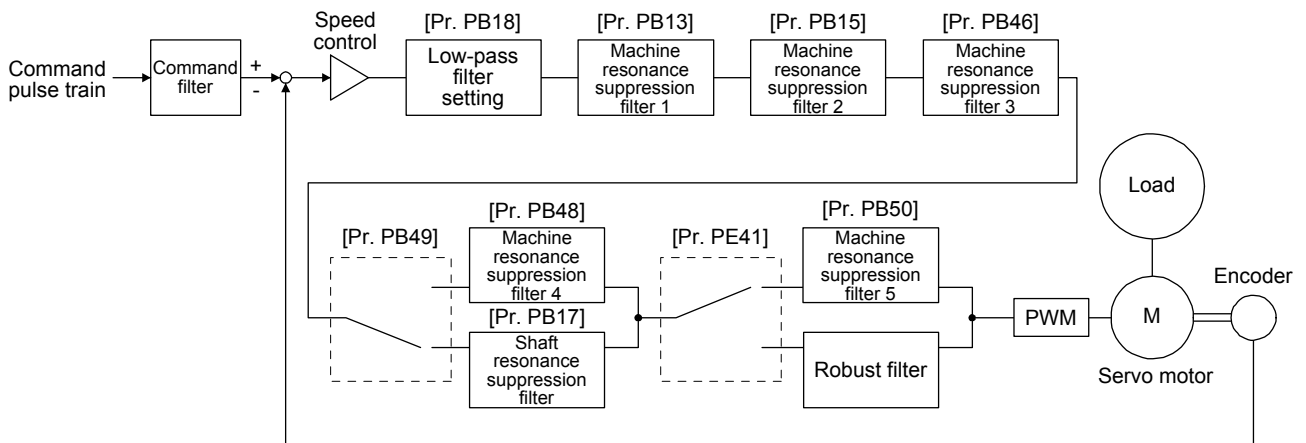 Speed
control
[Pr. PB18]
[Pr. PB13]
[Pr. PB15]
[Pr. PB46]
Command
pulse train
Command
filter
+
-
Low-pass
filter
setting
Machine
resonance
suppression
filter 1
Machine
resonance
suppression
filter 2
Machine
resonance
suppression
filter 3
Load
[Pr. PB49]
[Pr. PB48]
Machine
resonance
suppression
filter 4
[Pr. PB17]
Shaft
resonance
suppression
filter
[Pr. PE41]
[Pr. PB50]
Machine
resonance
suppression
filter 5
Robust filter
PWM
M
Servo motor
Encoder